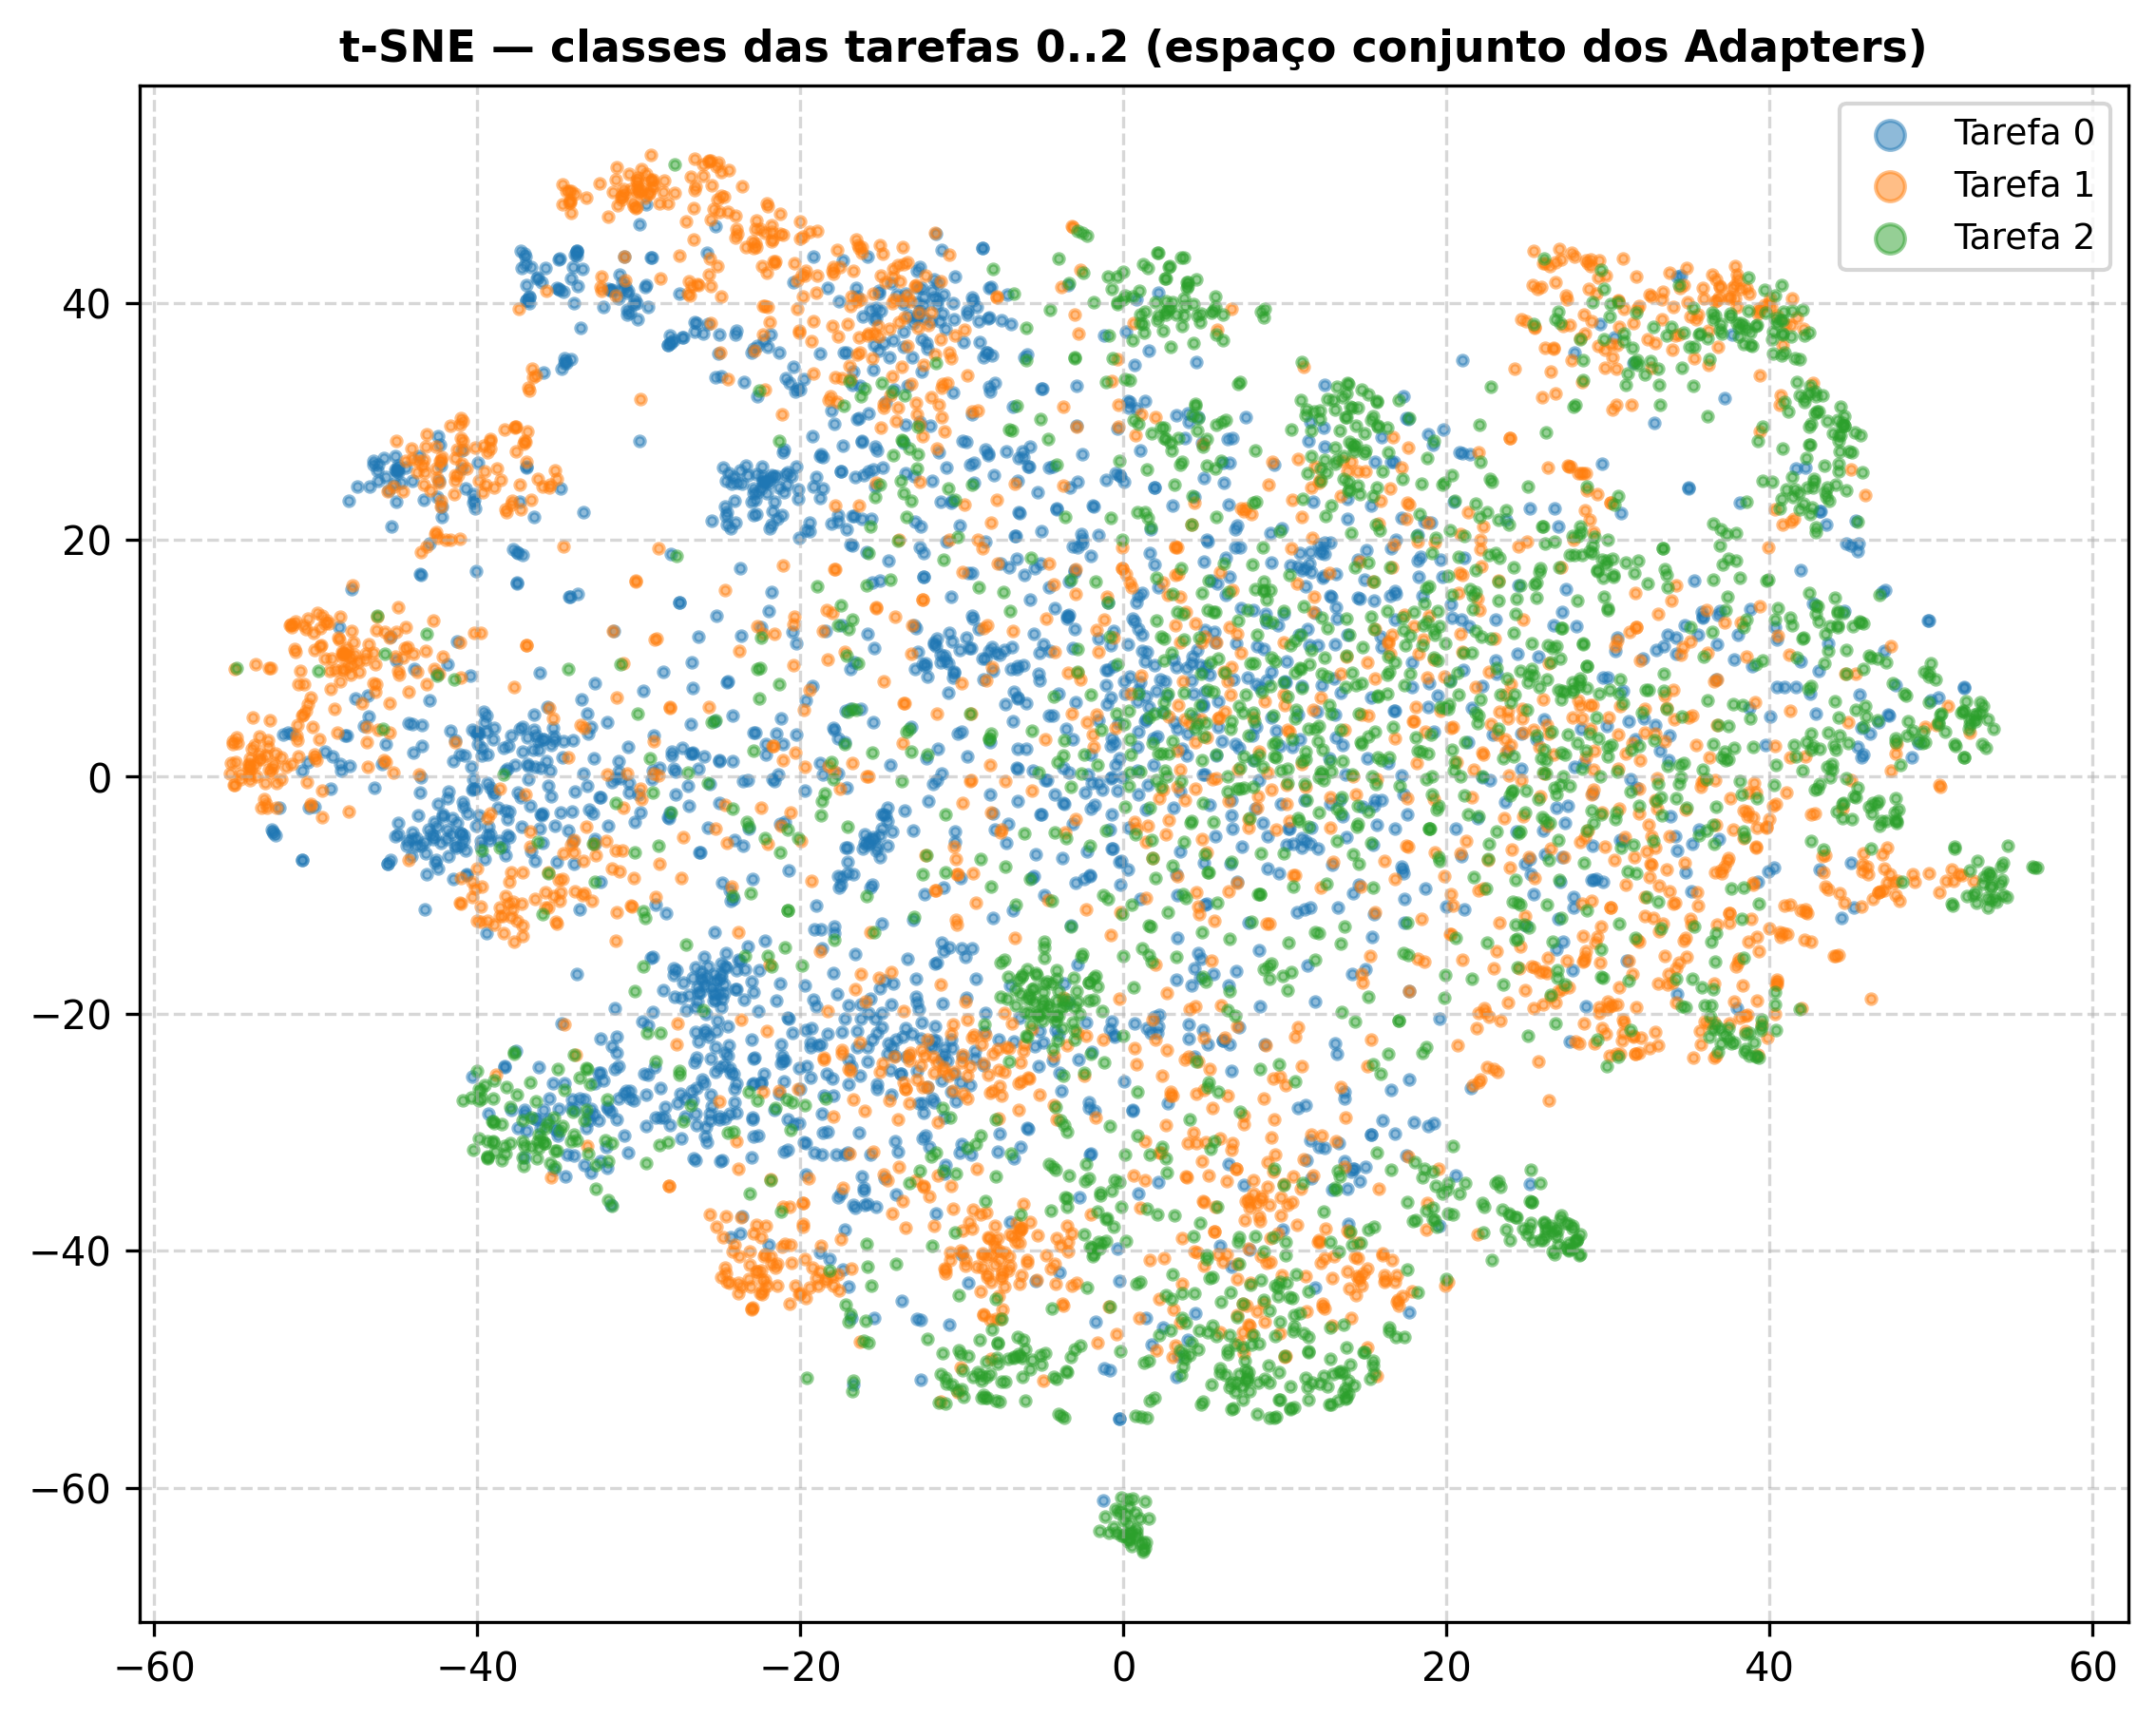 t-SNE — classes das tarefas 0..2 (espaço conjunto dos Adapters)
Tarefa 0
Tarefa 1
Tarefa 2
40
20
0
−20
−40
−60
−60 −40 −20 0 20 40 60